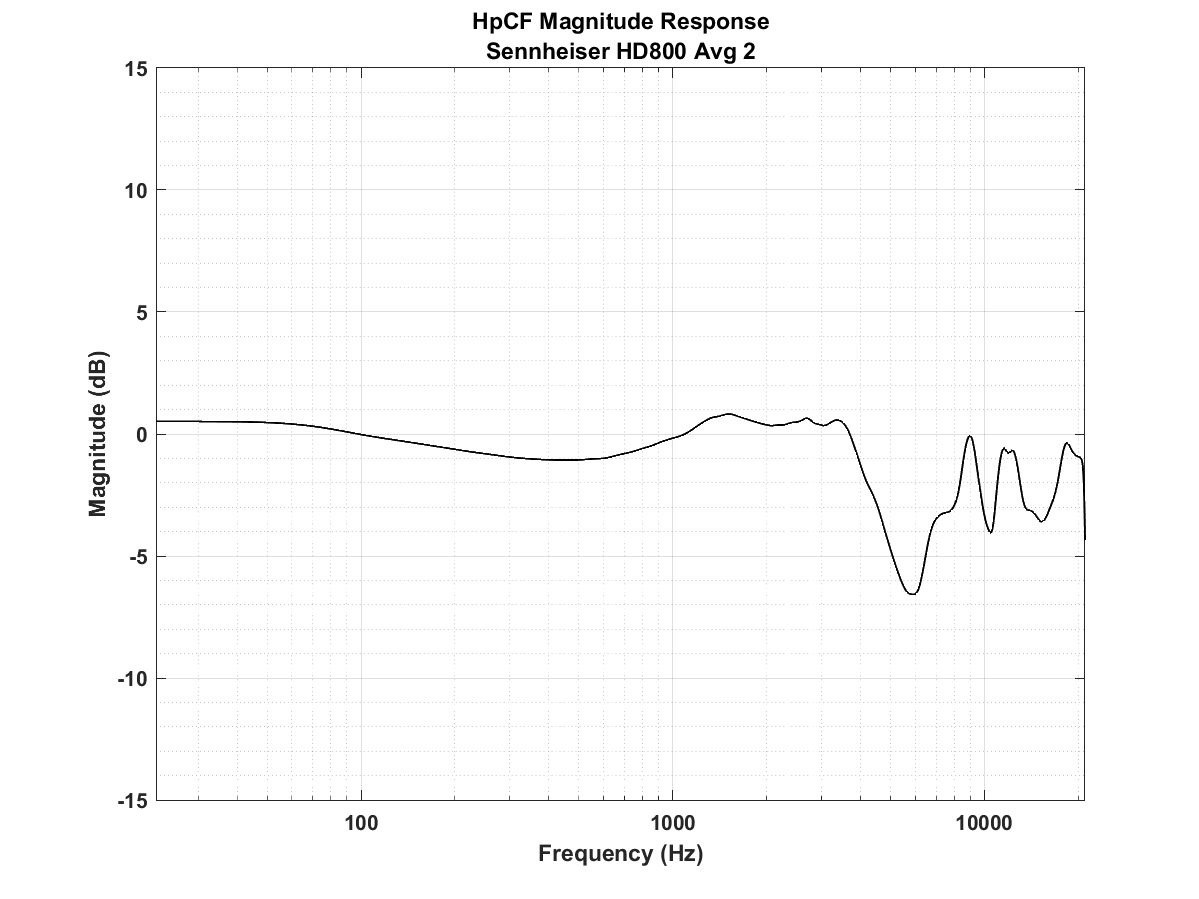 HpCF Magnitude Response
Sennheiser HD800 Avg 2
15
10
5
0
-5
-10
-15
Magnitude (dB)
100
1000
10000
Frequency (Hz)